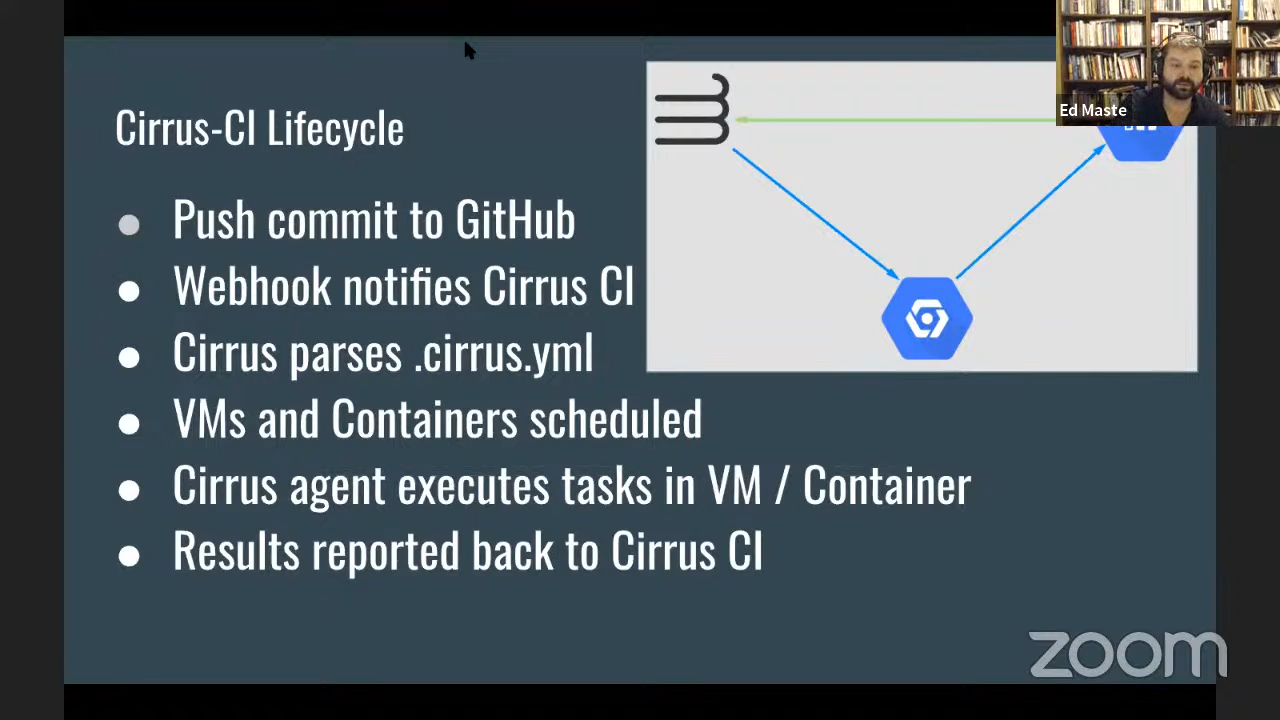 Ed Maste
Cirrus-CI Lifecycle
● Push commit to GitHub
● Webhook notifies Cirrus CI
● Cirrus parses .cirrus.yml
● VMs and Containers scheduled
● Cirrus agent executes tasks in VM / Container
● Results reported back to Cirrus CI
zoom